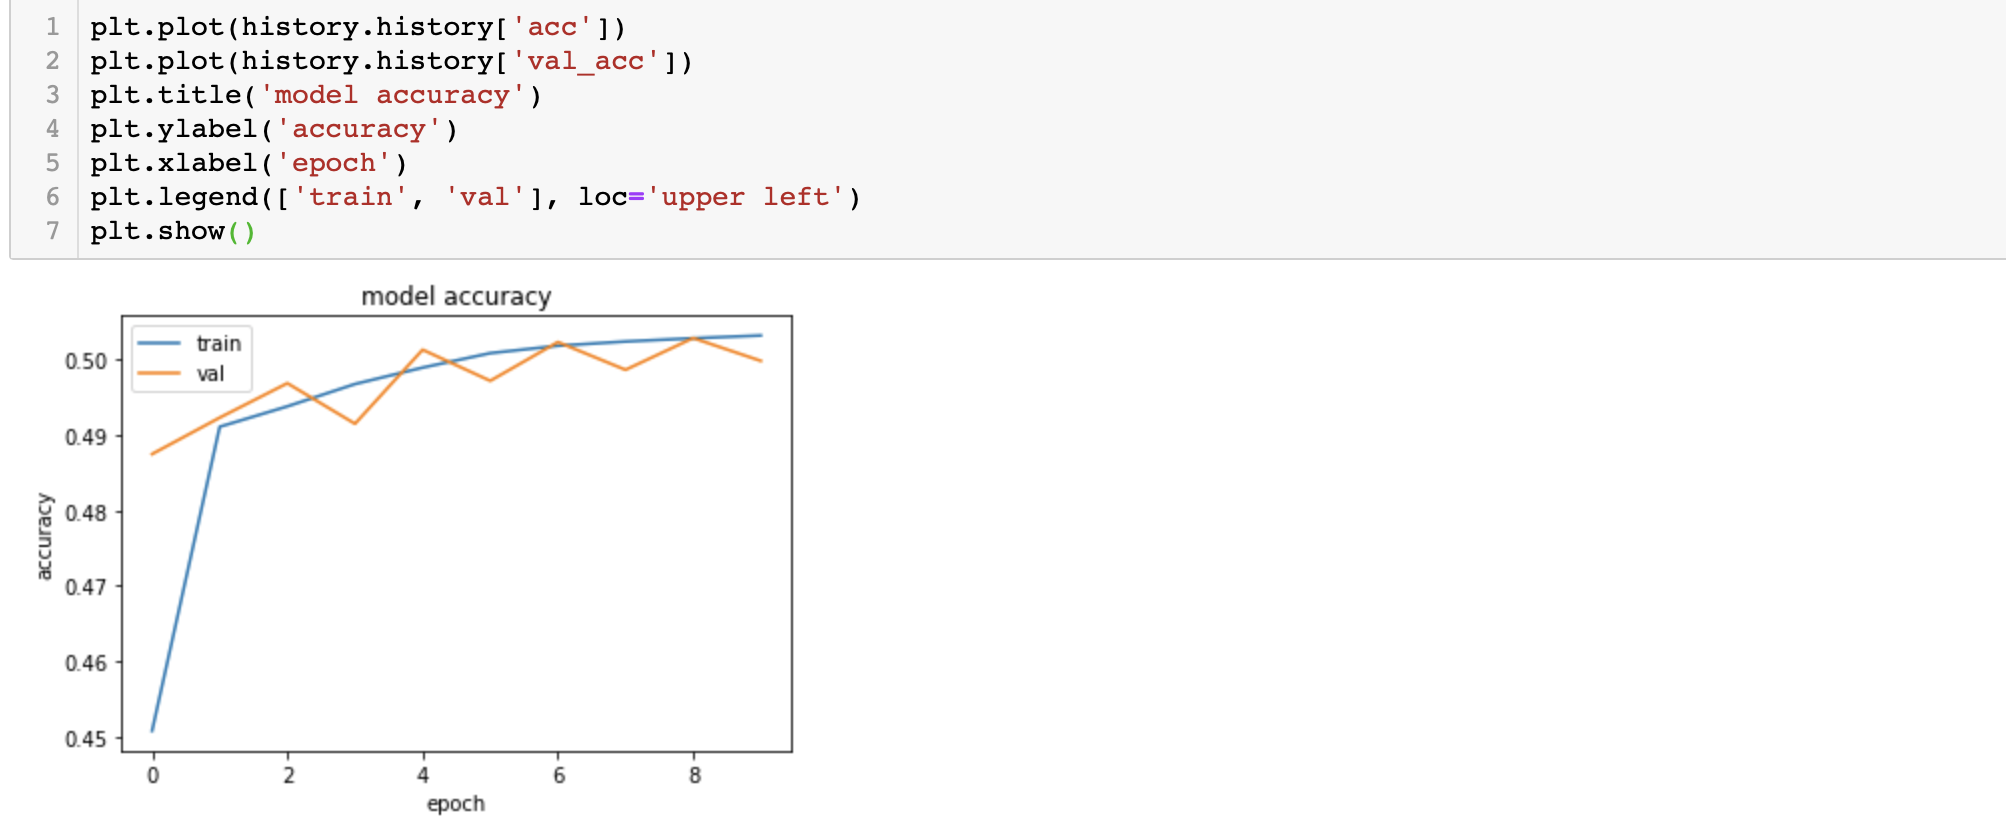 1 plt.plot(history.history['acc'])
2 plt.plot(history.history['val_acc'])
3 plt.title('model accuracy')
4 plt.ylabel('accuracy')
5 plt.xlabel('epoch')
6 plt.legend(['train', 'val'], loc='upper left')
7 plt.show()
model accuracy
train
val
0.50
0.49
0.48
0.47
0.46
0.45
accuracy
0 2 4 6 8
epoch